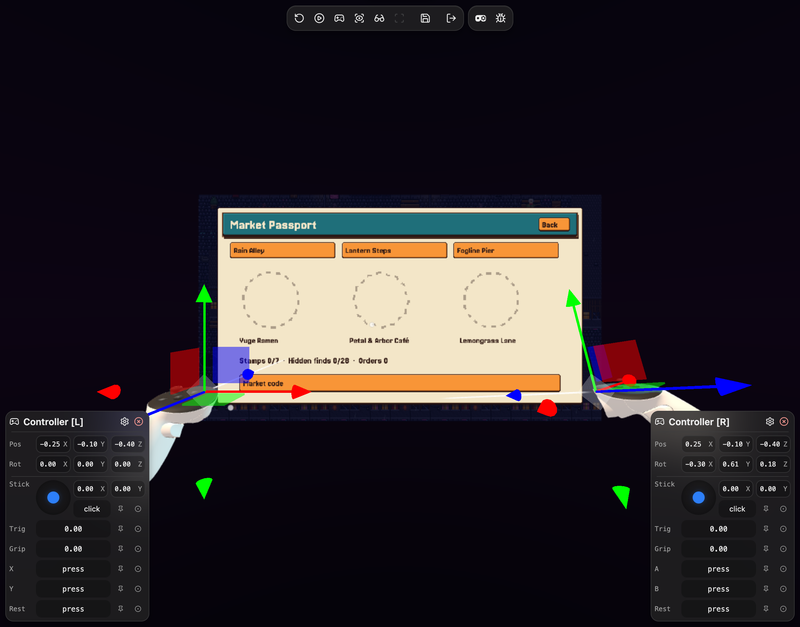 Market Passport
Back
Rain Alley
Lantern Steps
Fogline Pier
Yuge Ramen
Petal & Arbor Café
Lemongrass Lane
Stamps 0/7 · Hidden finds 0/28 · Orders 0
Market code
Controller [L]
Pos -0.25 X -0.10 Y -0.40 Z
Rot 0.00 X 0.00 Y 0.00 Z
Stick 0.00 X 0.00 Y
click
Trig 0.00
Grip 0.00
X press
Y press
Rest press
Controller [R]
Pos 0.25 X -0.10 Y -0.40 Z
Rot -0.30 X 0.61 Y 0.18 Z
Stick 0.00 X 0.00 Y
click
Trig 0.00
Grip 0.00
A press
B press
Rest press